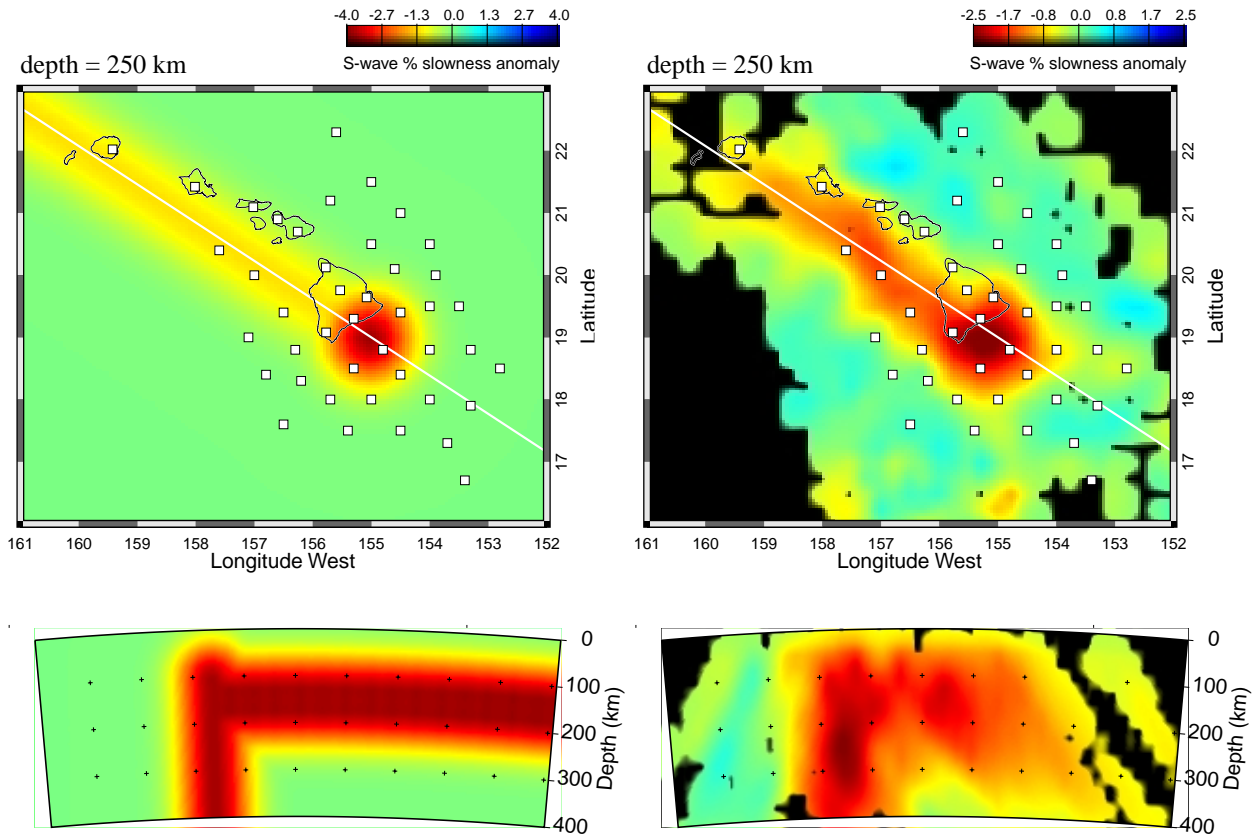 -4.0 -2.7 -1.3 0.0 1.3 2.7 4.0
S-wave % slowness anomaly
depth = 250 km
22
21
20
19
18
17
Latitude
161 160 159 158 157 156 155 154 153 152
Longitude West
-2.5 -1.7 -0.8 0.0 0.8 1.7 2.5
S-wave % slowness anomaly
depth = 250 km
22
21
20
19
18
17
Latitude
161 160 159 158 157 156 155 154 153 152
Longitude West
0
100
200
300
400
Depth (km)
0
100
200
300
400
Depth (km)